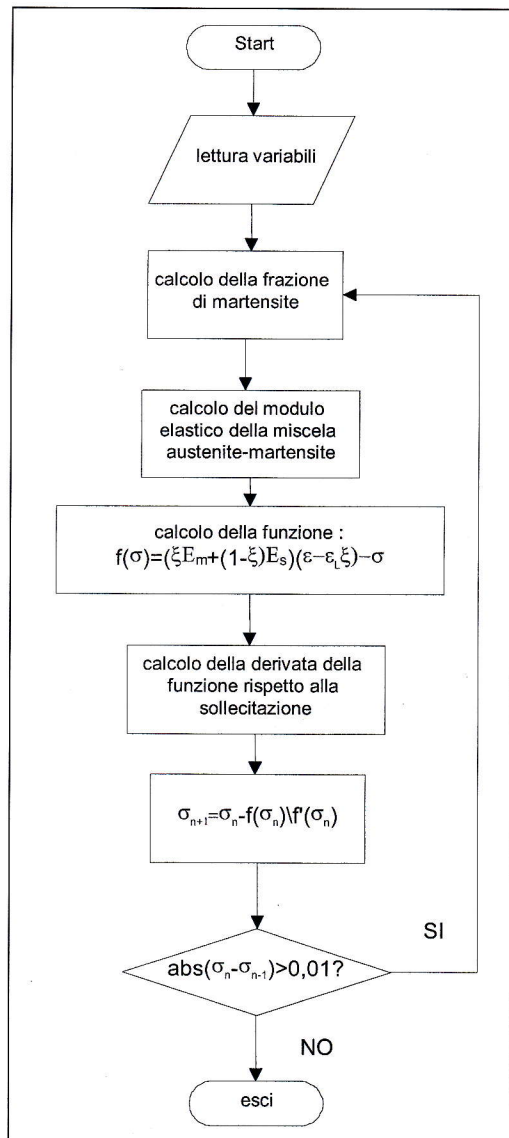 Start
lettura variabili
calcolo della frazione
di martensite
calcolo del modulo
elastico della miscela
austenite-martensite
calcolo della funzione :
f(σ)=(ξEm+(1-ξ)Es)(ε−εLξ)−σ
calcolo della derivata della
funzione rispetto alla
sollecitazione
σn+1=σn-f(σn)\f'(σn)
abs(σn-σn-1)>0,01?
SI
NO
esci